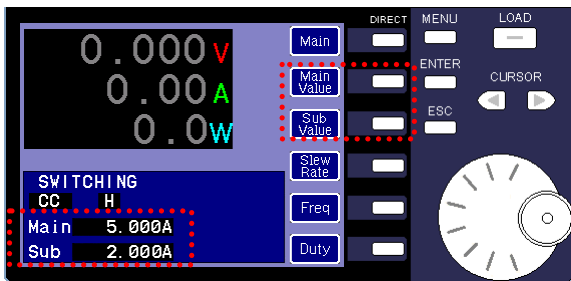 DIRECT
MENU
LOAD
0.000V
Main
0.00A
Main
Value
ENTER
CURSOR
0.0W
Sub
Value
ESC
Slew
Rate
SWITCHING
CC H
Freq
Main 5.000A
Sub 2.000A
Duty